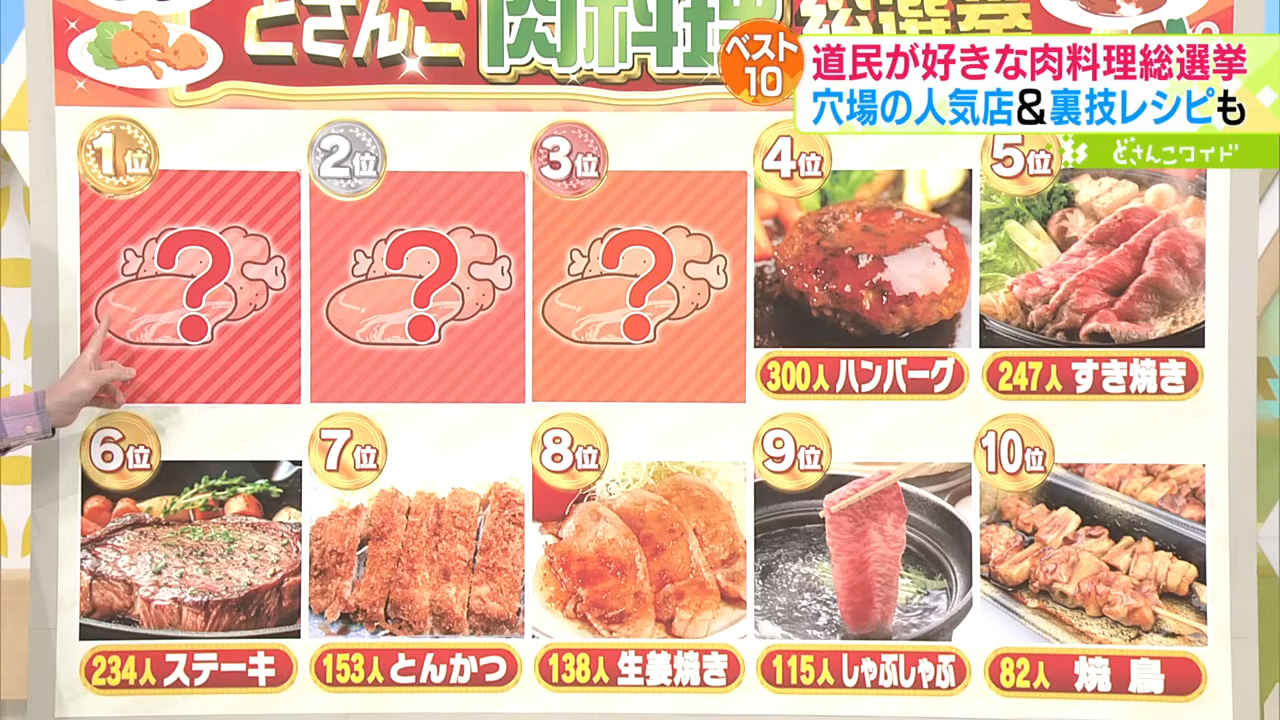 どさんこ肉料理総選挙
ベスト
10
道民が好きな肉料理総選挙
穴場の人気店&裏技レシピも
どさんこワイド
1位
2位
3位
4位
5位
?
?
?
300人 ハンバーグ
247人 すき焼き
6位
7位
8位
9位
10位
234人 ステーキ
153人 とんかつ
138人 生姜焼き
115人 しゃぶしゃぶ
82人 焼鳥